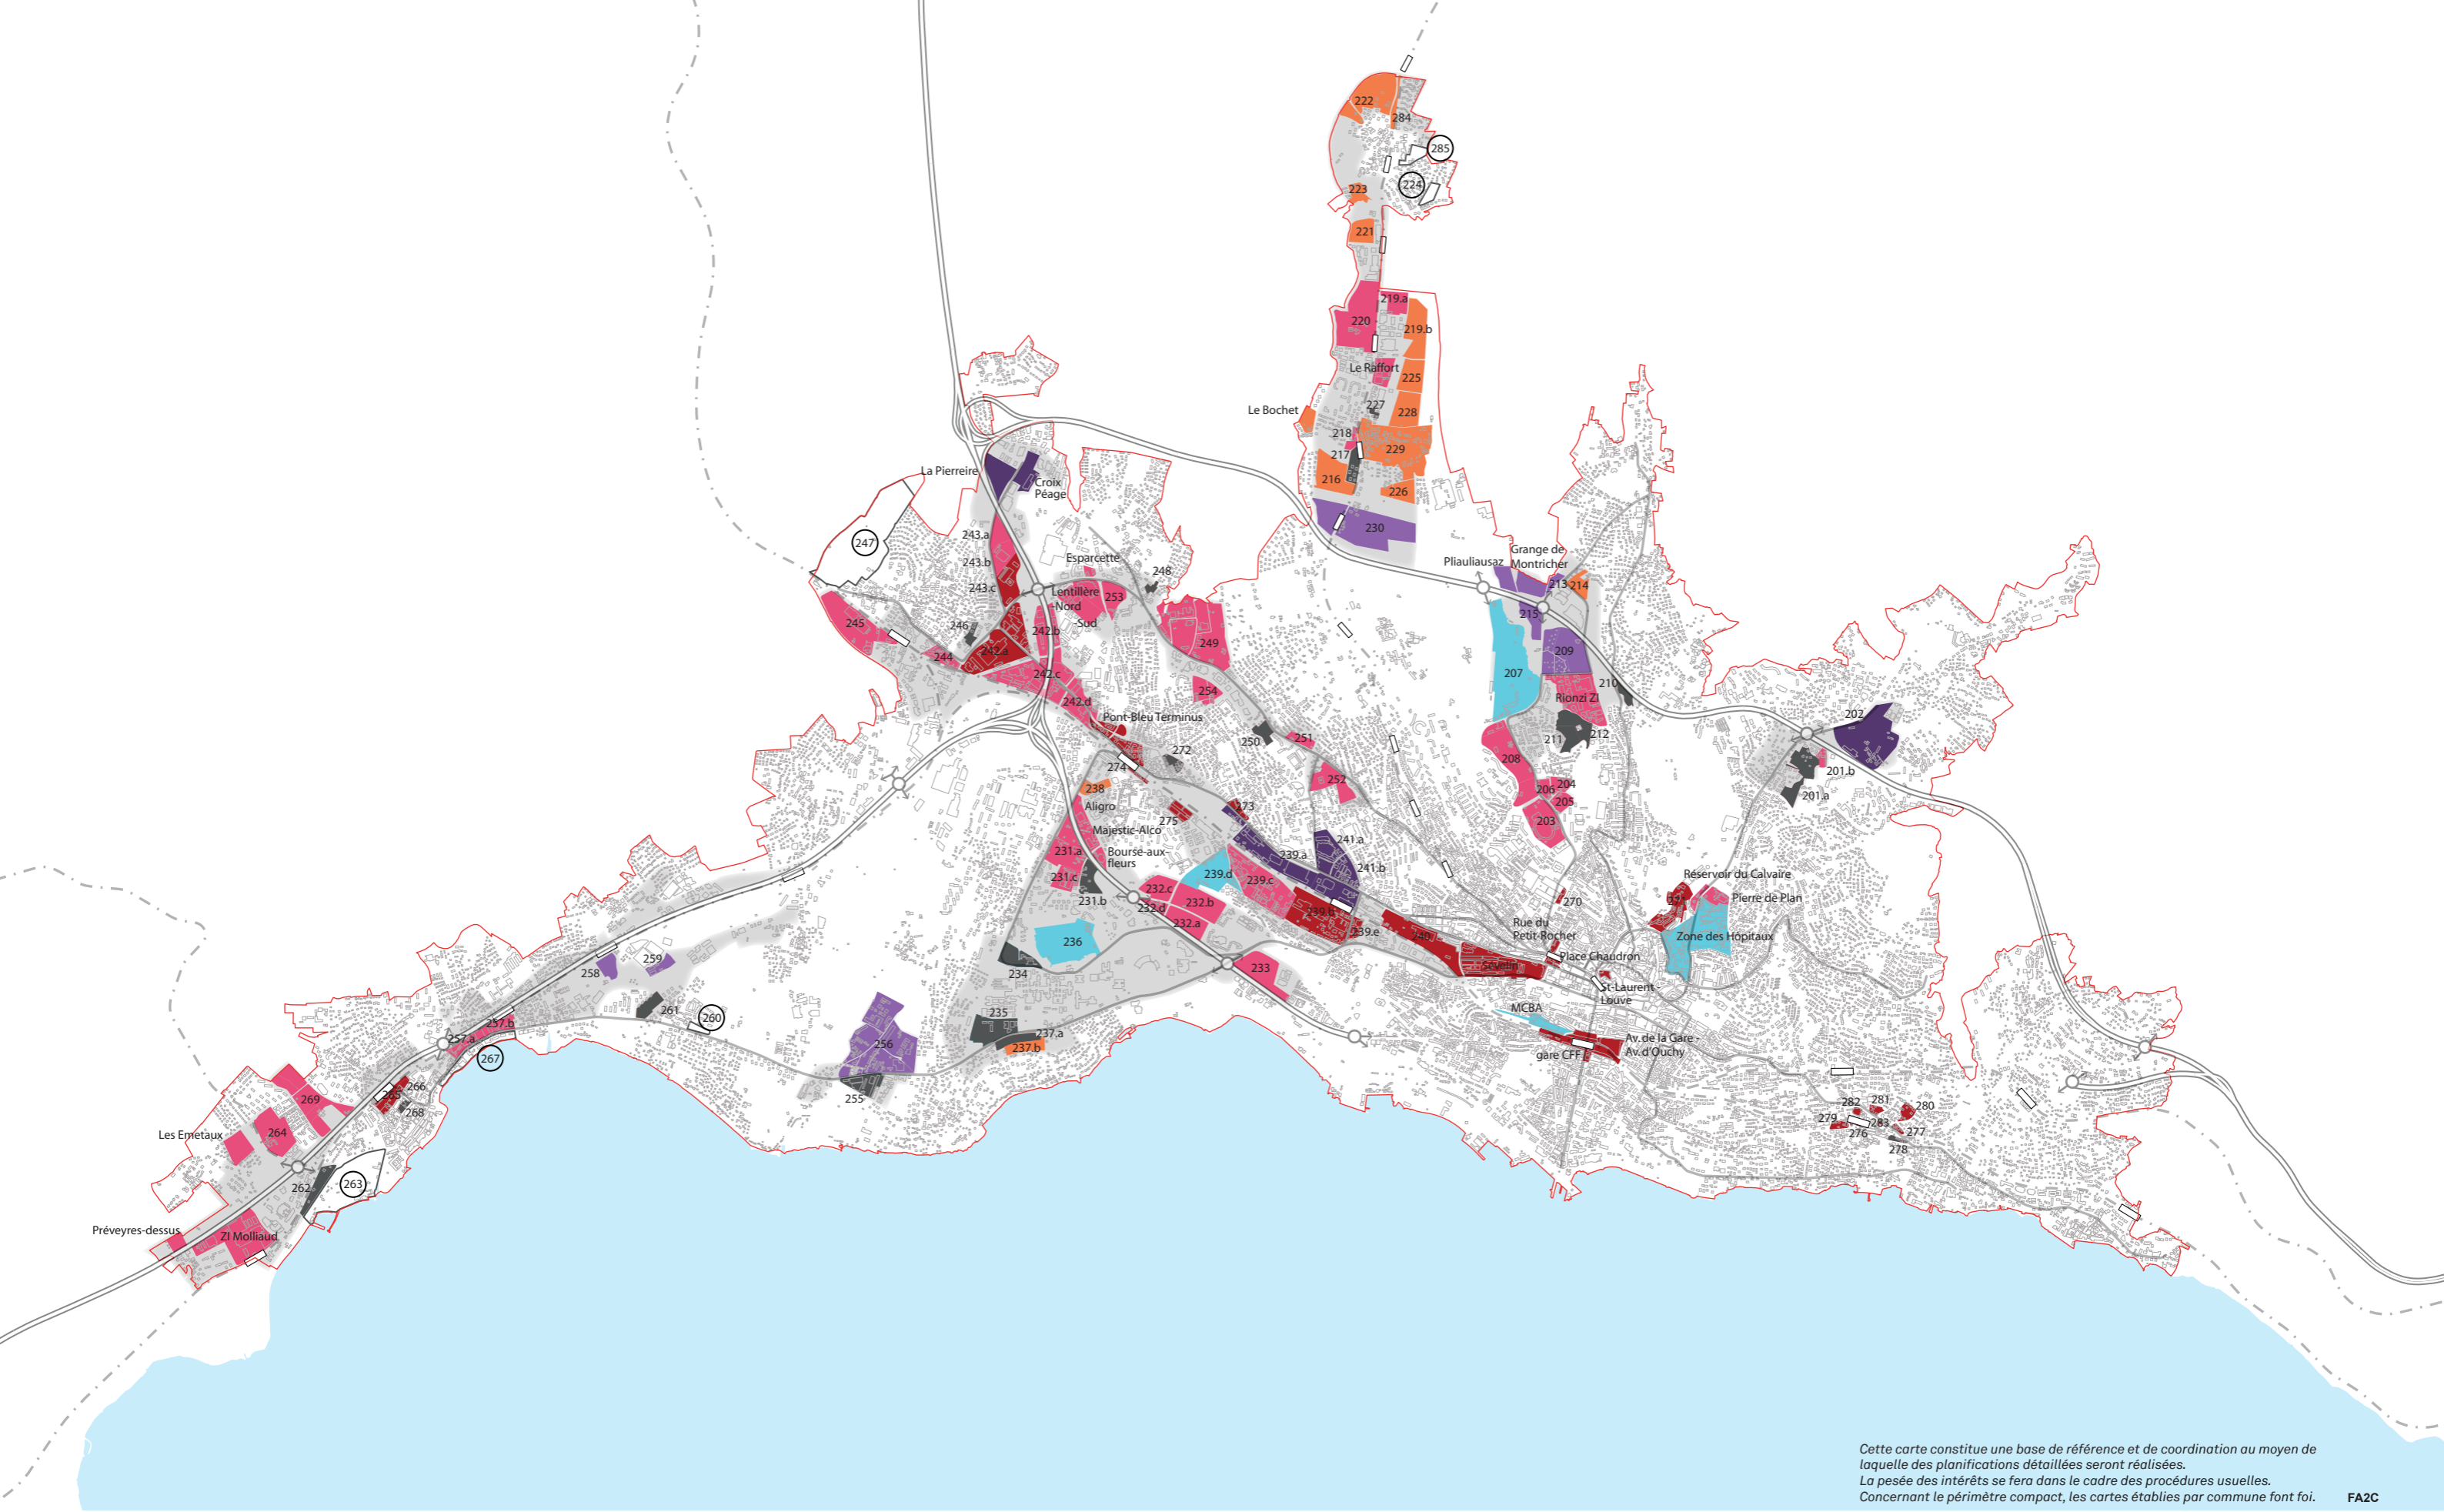 222
284
285
224
223
221
219.a
220
219.b
Le Raffort
225
227
Le Bochet
228
218
229
217
216
226
230
La Pierreire
Croix
Péage
247
243.a
243.b
243.c
Esparcette
248
Lentillère
-Nord
253
-Sud
245
246
242.b
244
242.a
249
242.c
254
242.d
Pont-Bleu Terminus
250
251
272
274
252
238
Aligro
275
273
Majestic-Alco
231.a
Bourse-aux-
fleurs
231.c
231.b
239.a
241.a
241.b
239.d
239.c
232.c
232.b
232.d
232.a
239.b
239.e
240
Sévelin
236
234
233
235
237.a
237.b
256
255
Pliauliausaz
Grange de
Montricher
213
214
215
209
207
210
Rionzi ZI
211
212
208
204
206
205
203
202
201.b
201.a
Réservoir du Calvaire
271
Pierre de Plan
Zone des Hôpitaux
270
Rue du
Petit-Rocher
Place Chaudron
St-Laurent -
Louve
MCBA
gare CFF
Av. de la Gare -
Av. d'Ouchy
282
281
280
279
276
283
277
278
258
259
261
260
257.b
257.a
267
266
265
268
269
264
Les Emetaux
262
263
Préveyres-dessus
ZI Molliaud
Cette carte constitue une base de référence et de coordination au moyen de
laquelle des planifications détaillées seront réalisées.
La pesée des intérêts se fera dans le cadre des procédures usuelles.
Concernant le périmètre compact, les cartes établies par commune font foi.
FA2C